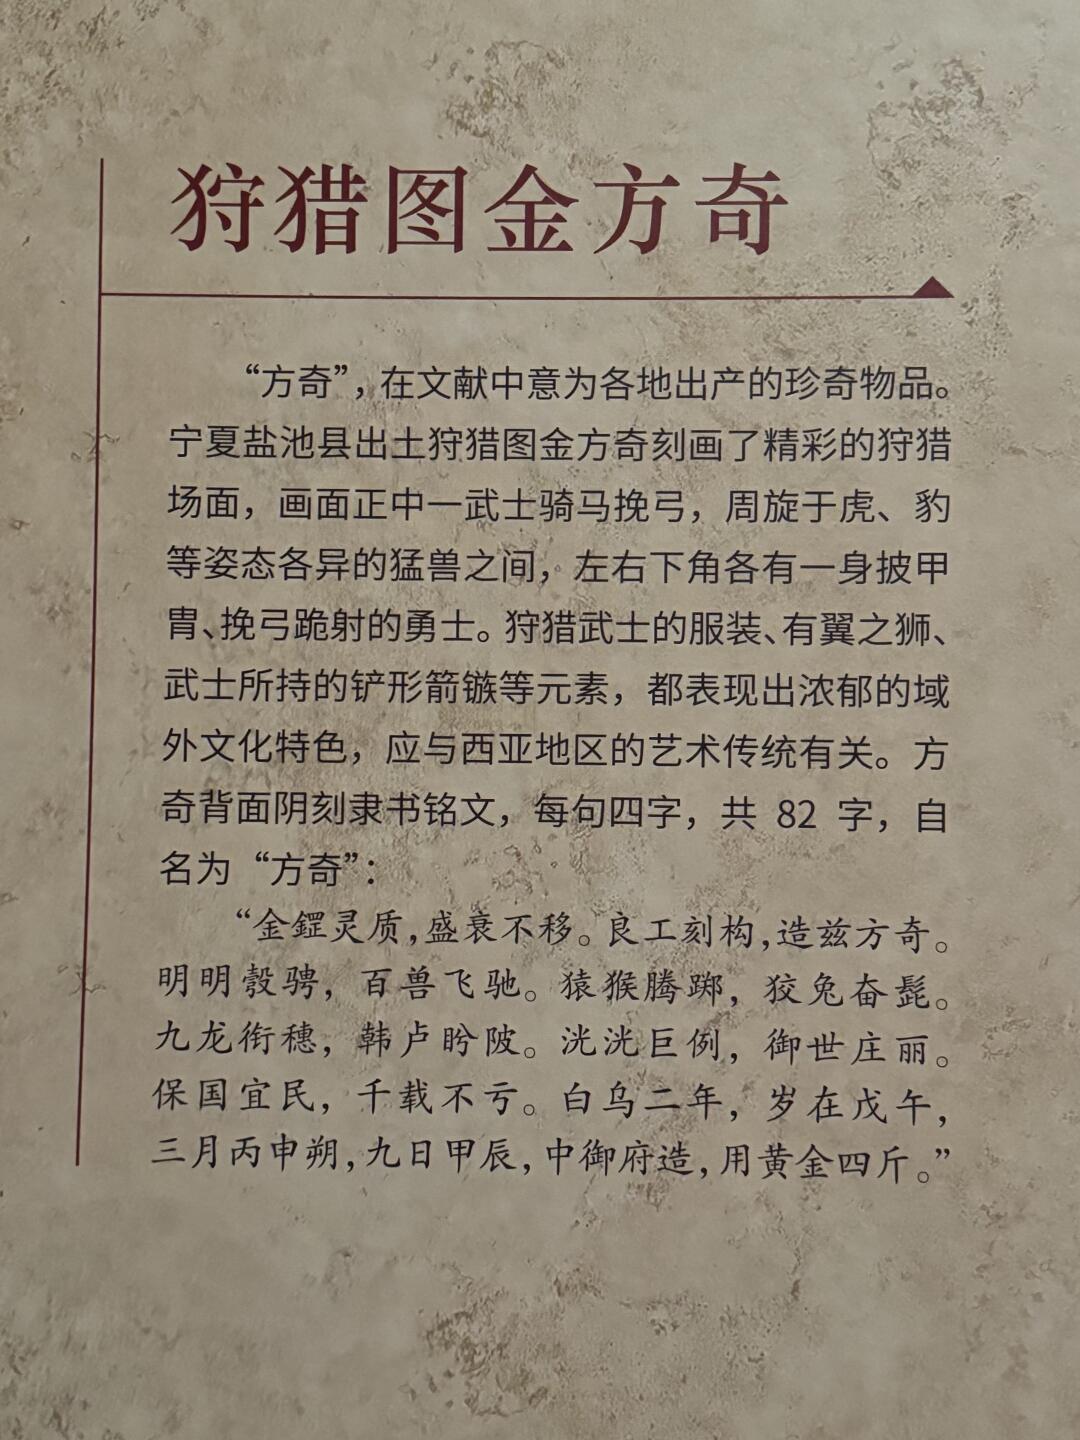 狩猎图金方奇
“方奇”，在文献中意为各地出产的珍奇物品。
宁夏盐池县出土狩猎图金方奇刻画了精彩的狩猎
场面，画面正中一武士骑马挽弓，周旋于虎、豹
等姿态各异的猛兽之间，左右下角各有一身披甲
胄、挽弓跪射的勇士。狩猎武士的服装、有翼之狮、
武士所持的铲形箭镞等元素，都表现出浓郁的域
外文化特色，应与西亚地区的艺术传统有关。方
奇背面阴刻隶书铭文，每句四字，共 82 字，自
名为“方奇”：
“金鋰灵质，盛衰不移。良工刻构，造兹方奇。
明明彀骋，百兽飞驰。猿猴腾踯，狡兔奋髭。
九龙衔穗，韩卢盻陂。洸洸巨例，御世庄丽。
保国宜民，千载不亏。白乌二年，岁在戊午，
三月丙申朔，九日甲辰，中御府造，用黄金四斤。”